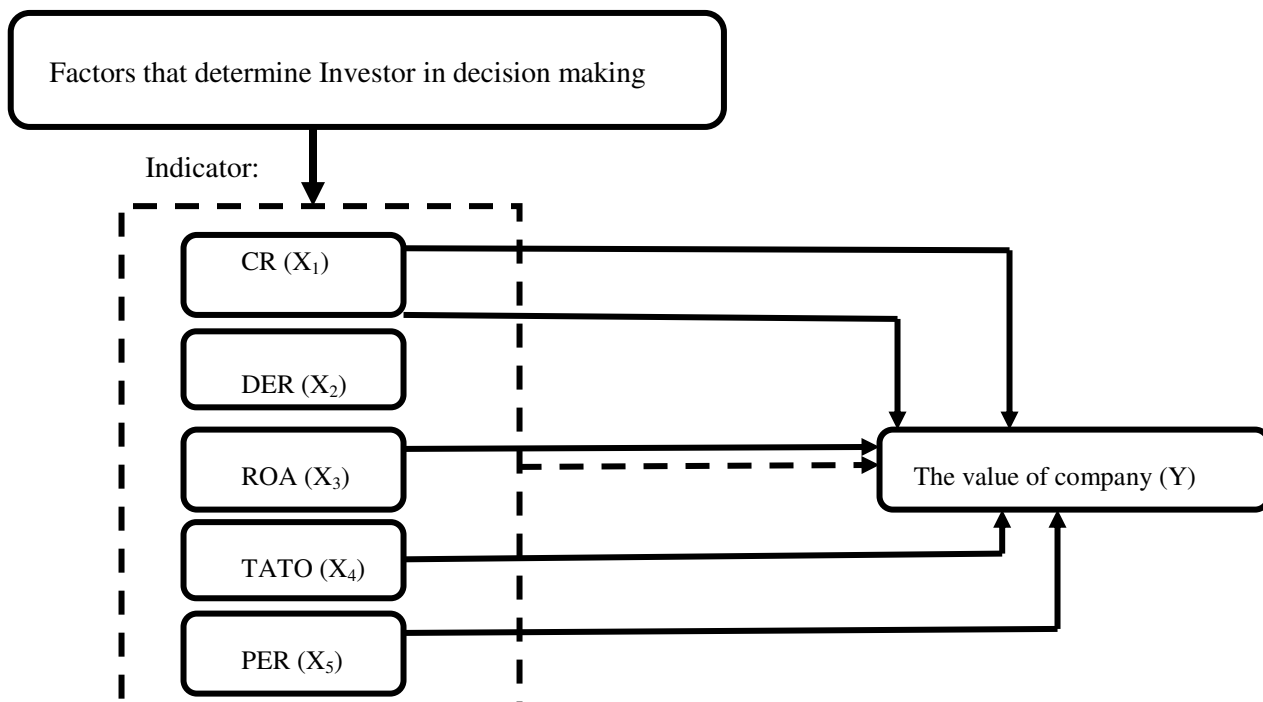 Factors that determine Investor in decision making
Indicator:
CR (X₁)
DER (X₂)
ROA (X₃)
The value of company (Y)
TATO (X₄)
PER (X₅)